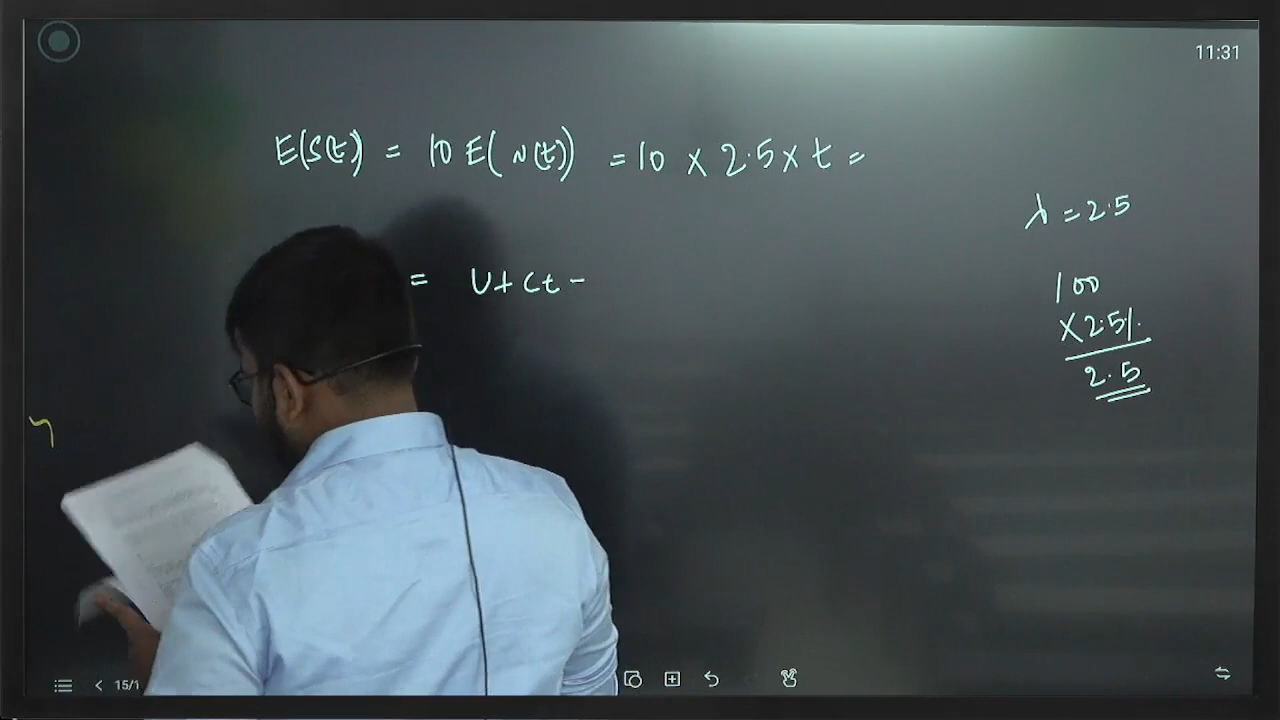 11:31
E(S(t)) = 10 E( N(t)) = 10 × 2.5 × t =
λ = 2.5
= U + Ct -
100
× 2.5%
2.5
15/1